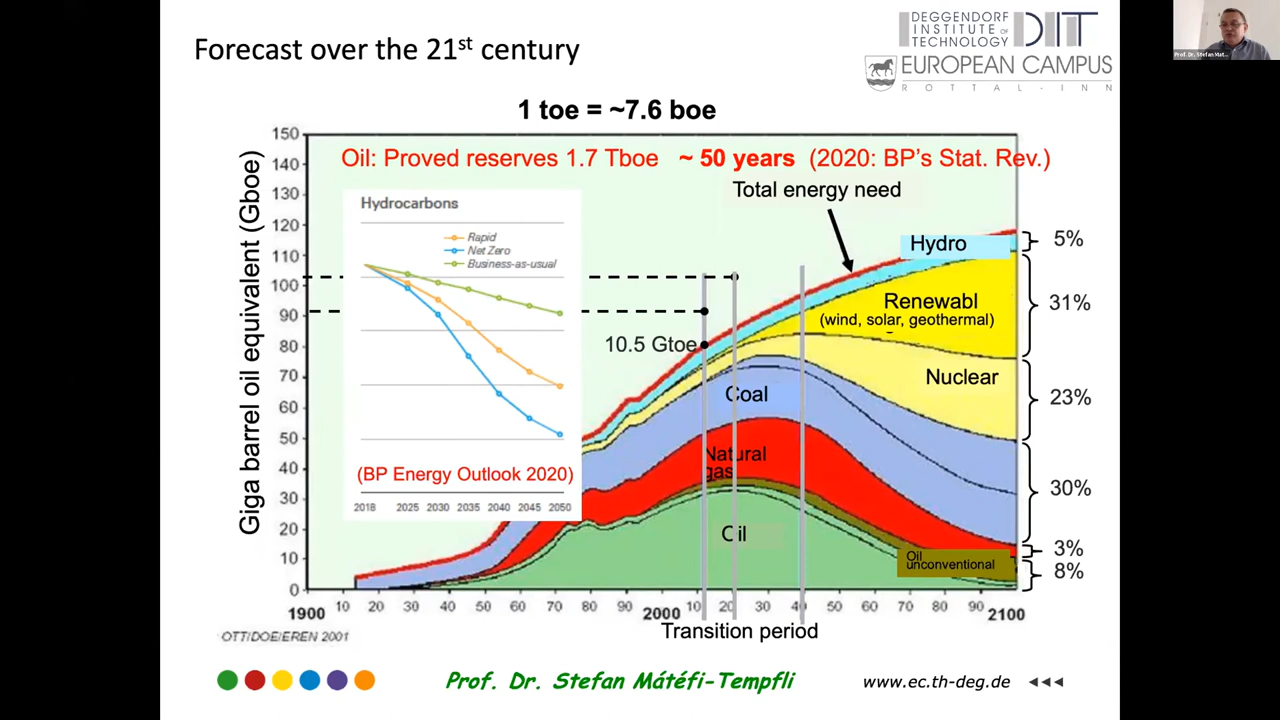 Forecast over the 21st century
DEGGENDORF
INSTITUTE OF
TECHNOLOGY
DIT
EUROPEAN CAMPUS
ROTTAL-INN
Prof. Dr. Stefan Mat...
1 toe = ~7.6 boe
Oil: Proved reserves 1.7 Tboe ~ 50 years (2020: BP's Stat. Rev.)
Total energy need
Giga barrel oil equivalent (Gboe)
150
140
130
120
110
100
90
80
70
60
50
40
30
20
10
0
Hydrocarbons
Rapid
Net Zero
Business-as-usual
(BP Energy Outlook 2020)
2018 2025 2030 2035 2040 2045 2050
10.5 Gtoe
Hydro
Renewabl
(wind, solar, geothermal)
Nuclear
Coal
Natural
gas
Oil
Oil
unconventional
5%
31%
23%
30%
3%
8%
1900 10 20 30 40 50 60 70 80 90 2000 10 20 30 40 50 60 70 80 90 2100
Transition period
OTT/DOE/EREN 2001
Prof. Dr. Stefan Mátéfi-Tempfli
www.ec.th-deg.de